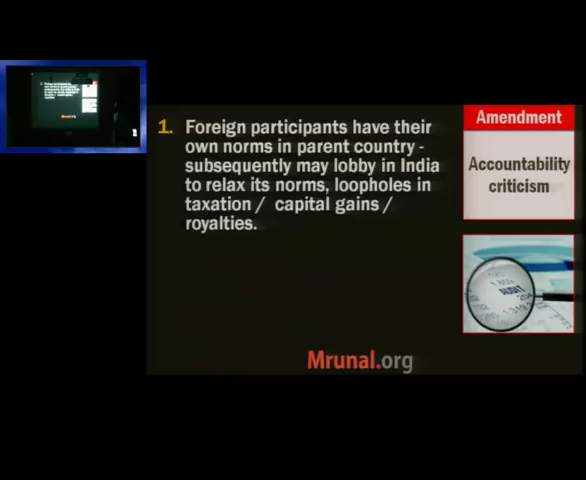 1. Foreign participants have their
own norms in parent country -
subsequently may lobby in India
to relax its norms, loopholes in
taxation / capital gains /
royalties.
Amendment
Accountability
criticism
AUDIT
Mrunal.org